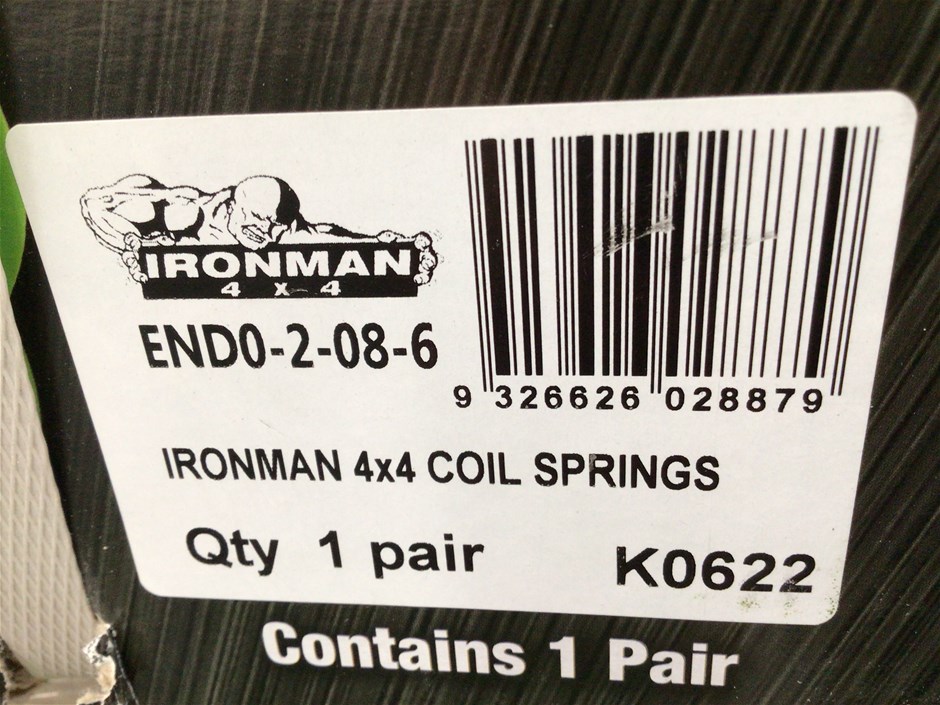 IRONMAN
4 x 4
END0-2-08-6
9 326626 028879
IRONMAN 4x4 COIL SPRINGS
Qty 1 pair
K0622
Contains 1 Pair